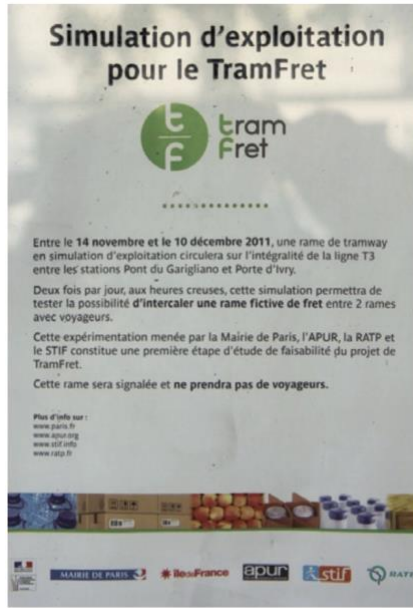 Simulation d'exploitation
pour le TramFret
tf
tram
fret
Entre le 14 novembre et le 10 décembre 2011, une rame de tramway
en simulation d'exploitation circulera sur l'intégralité de la ligne T3
entre les stations Pont du Garigliano et Porte d'Ivry.
Deux fois par jour, aux heures creuses, cette simulation permettra de
tester la possibilité d'intercaler une rame fictive de fret entre 2 rames
avec voyageurs.
Cette expérimentation menée par la Mairie de Paris, l'APUR, la RATP et
le STIF constitue une première étape d'étude de faisabilité du projet de
TramFret.
Cette rame sera signalée et ne prendra pas de voyageurs.
Plus d'info sur :
www.paris.fr
www.apur.org
www.stif.info
www.ratp.fr
MAIRIE DE PARIS îledeFrance apur stif RATP